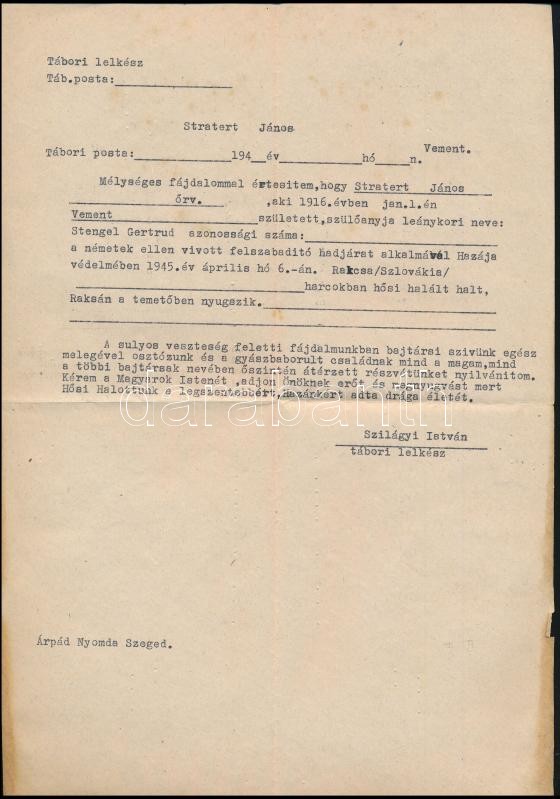 Tábori lelkész
Táb.posta:
Stratert János
Vement.
Tábori posta: 194 év hó n.
Mélységes fájdalommal értesitem,hogy Stratert János
őrv. ,aki 1916.évben jan.1.én
Vement született,szülőanyja leánykori neve:
Stengel Gertrud azonossági száma:
a németek ellen vivott felszabaditó hadjárat alkalmával Hazája
védelmében 1945.év április hó 6.-án. Rakcsa/Szlovákia/
harcokban hősi halált halt,
Raksán a temetőben nyugszik.
A sulyos veszteség feletti fájdalmunkban bajtársi szivünk egész
melegével osztózunk és a gyászbaborult családnak mind a magam,mind
a többi bajtársak nevében őszintén átérzett részvétünket nyilvánitom.
Kérem a Magyarok Istenét ,adjon önöknek erőt és megnyugvást mert
Hősi Halottunk a legszentebbért,Hazánkért adta drága életét.
darabanth
Szilágyi István
tábori lelkész
Árpád Nyomda Szeged.